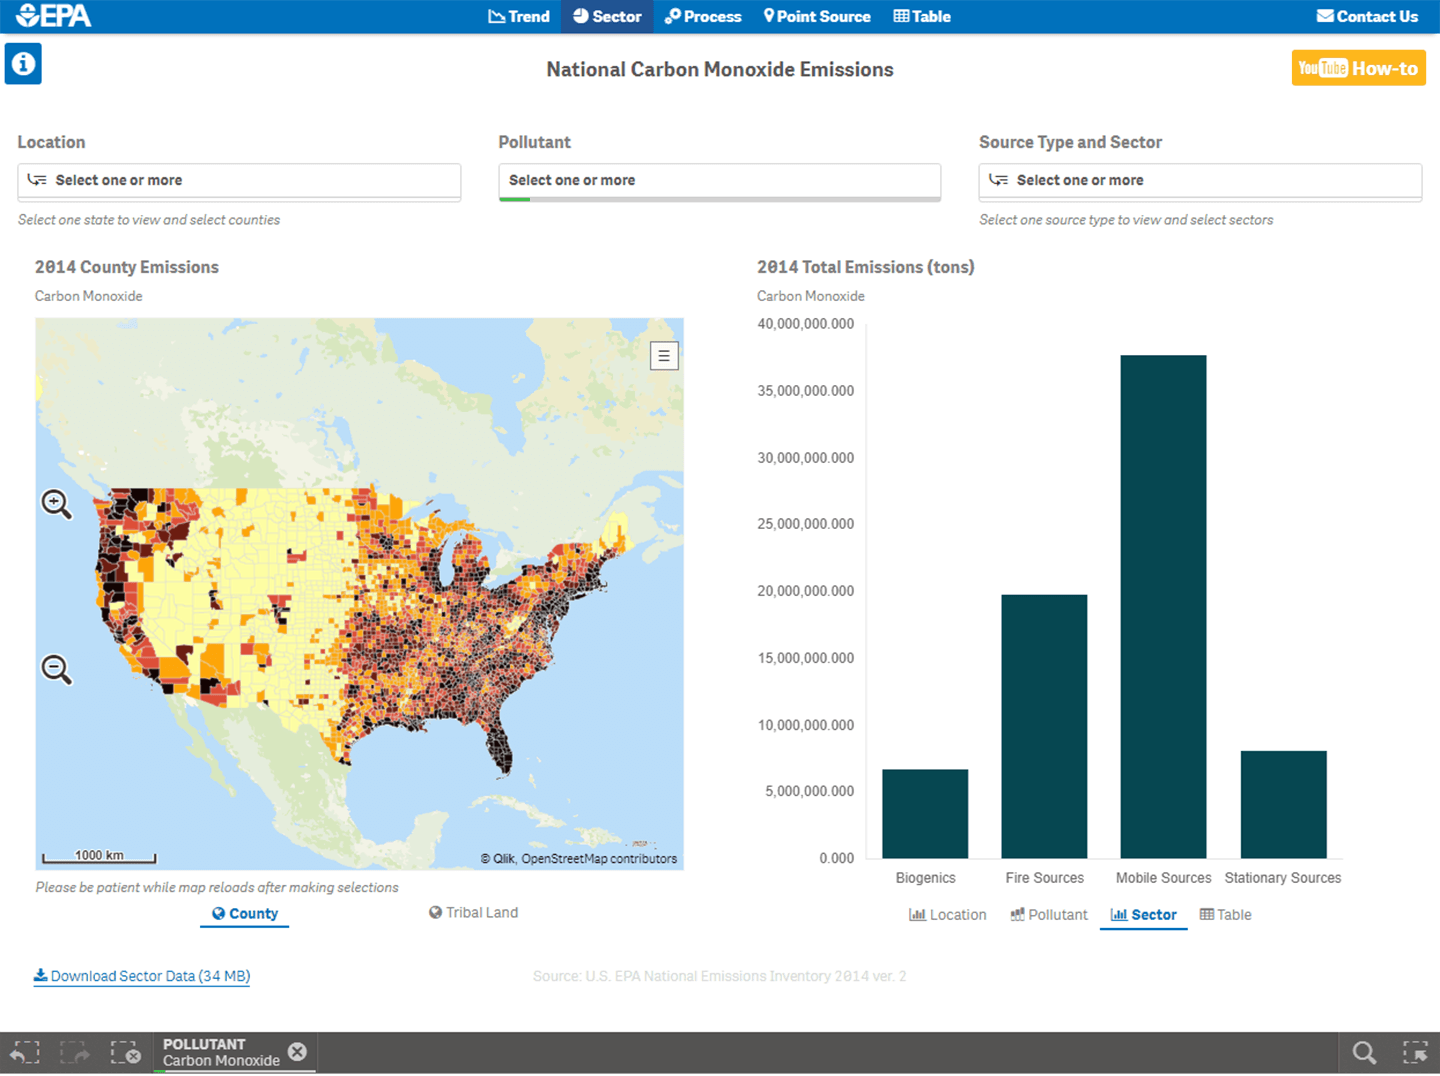 EPA
Trend
Sector
Process
Point Source
Table
Contact Us
National Carbon Monoxide Emissions
YouTube How-to
Location
Pollutant
Source Type and Sector
Select one or more
Select one or more
Select one or more
Select one state to view and select counties
Select one source type to view and select sectors
2014 County Emissions
Carbon Monoxide
1000 km
© Qlik, OpenStreetMap contributors
Please be patient while map reloads after making selections
County
Tribal Land
2014 Total Emissions (tons)
Carbon Monoxide
40,000,000.000
35,000,000.000
30,000,000.000
25,000,000.000
20,000,000.000
15,000,000.000
10,000,000.000
5,000,000.000
0.000
Biogenics
Fire Sources
Mobile Sources
Stationary Sources
Location
Pollutant
Sector
Table
Download Sector Data (34 MB)
Source: U.S. EPA National Emissions Inventory 2014 ver. 2
POLLUTANT
Carbon Monoxide